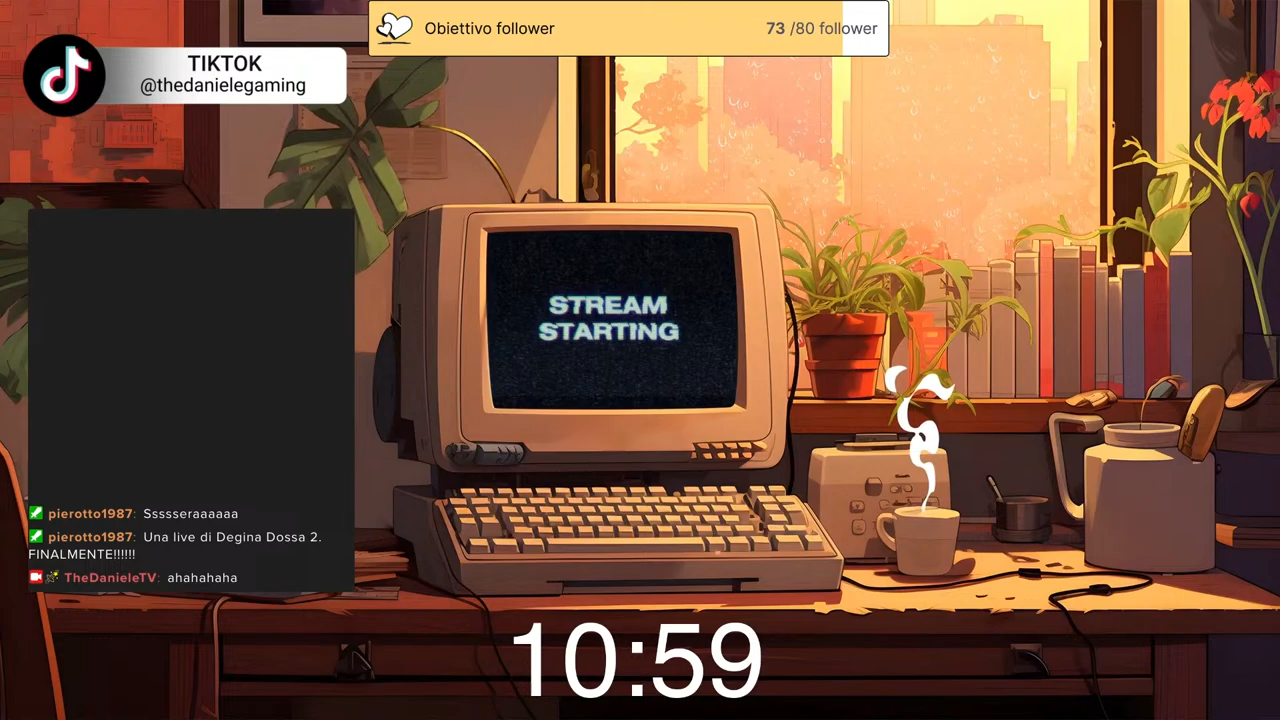 Obiettivo follower 73 /80 follower
TIKTOK
@thedanielegaming
STREAM
STARTING
pierotto1987: Ssssseraaaaaa
pierotto1987: Una live di Degina Dossa 2.
FINALMENTE!!!!!!
TheDanieleTV: ahahahaha
10:59